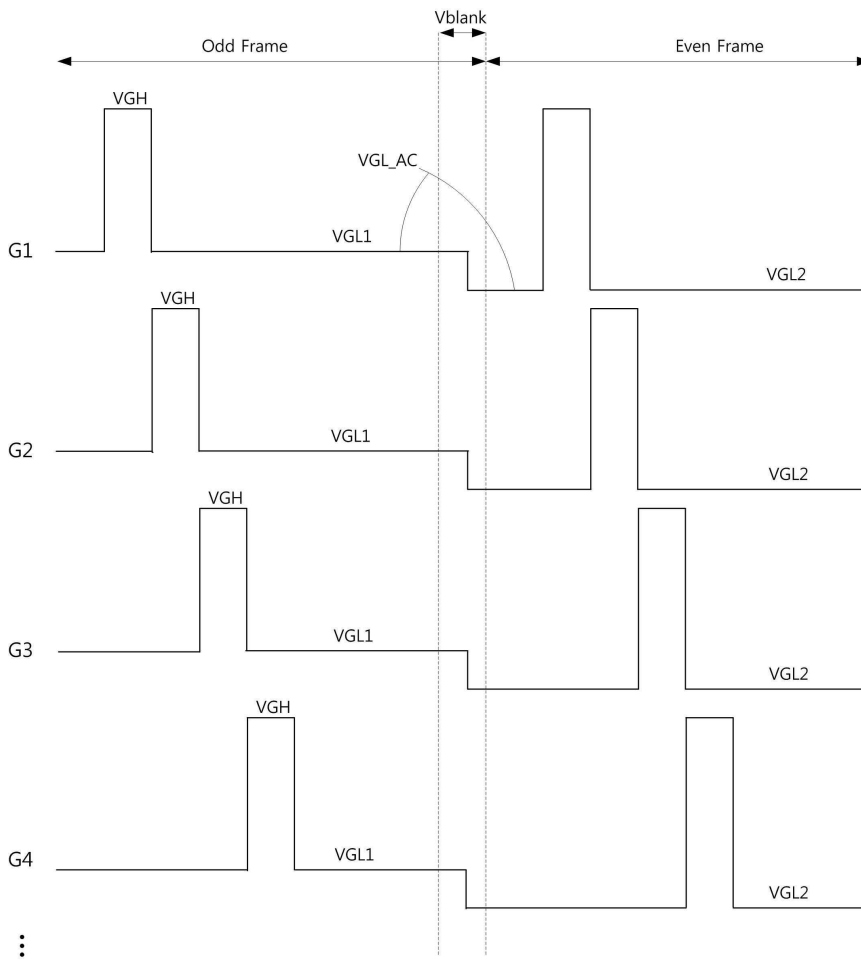 Vblank
Odd Frame
Even Frame
VGH
VGL_AC
G1
VGL1
VGL2
VGH
G2
VGL1
VGL2
VGH
G3
VGL1
VGL2
VGH
G4
VGL1
VGL2
⋮